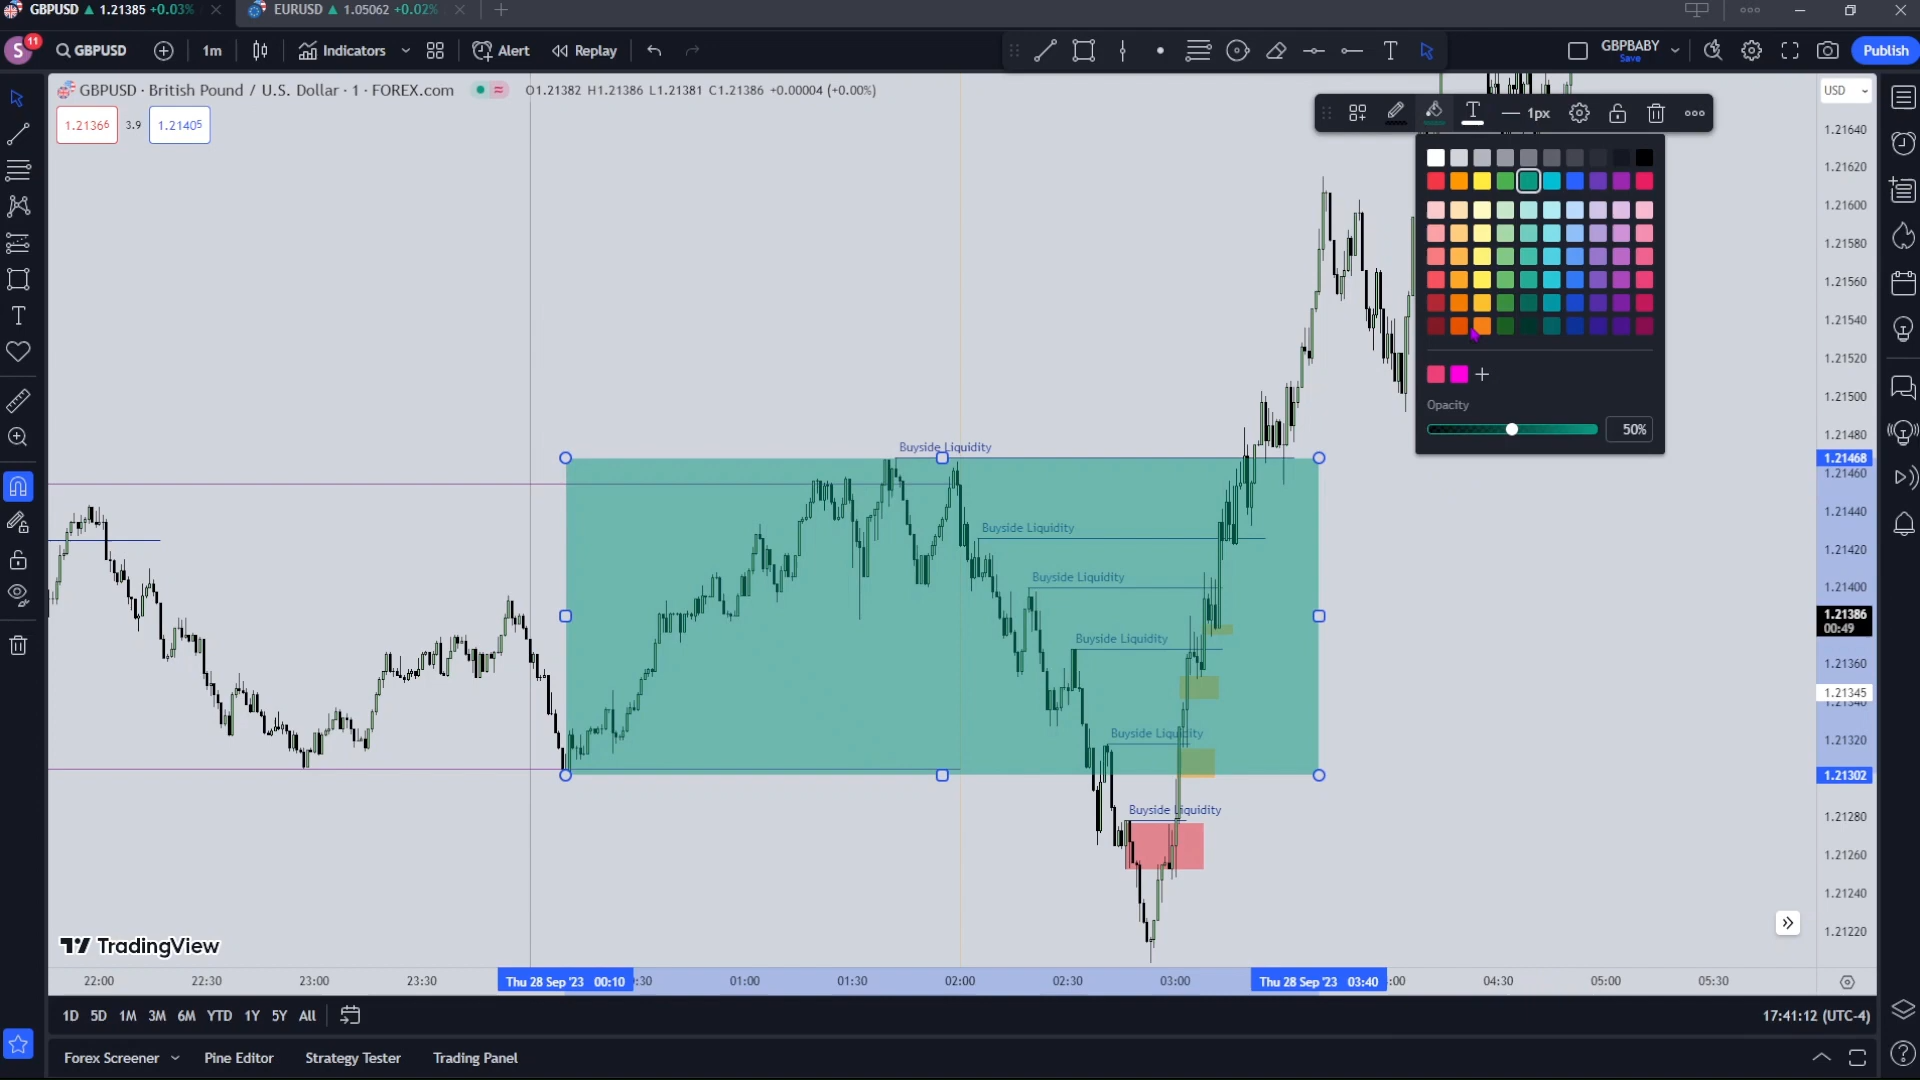 GBPUSD ▲ 1.21385 +0.03%
EURUSD ▲ 1.05062 +0.02%
S 11
GBPUSD
1m
Indicators
Alert
Replay
GBPBABY
Save
Publish
GBPUSD · British Pound / U.S. Dollar · 1 · FOREX.com
O1.21382 H1.21386 L1.21381 C1.21386 +0.00004 (+0.00%)
USD
1.21366
3.9
1.21405
1px
Opacity
50%
Buyside Liquidity
Buyside Liquidity
Buyside Liquidity
Buyside Liquidity
Buyside Liquidity
Buyside Liquidity
1.21640
1.21620
1.21600
1.21580
1.21560
1.21540
1.21520
1.21500
1.21480
1.21468
1.21460
1.21440
1.21420
1.21400
1.21386
00:49
1.21360
1.21345
1.21340
1.21320
1.21302
1.21280
1.21260
1.21240
1.21220
TradingView
22:00
22:30
23:00
23:30
Thu 28 Sep '23 00:10
:30
01:00
01:30
02:00
02:30
03:00
Thu 28 Sep '23 03:40
:00
04:30
05:00
05:30
1D 5D 1M 3M 6M YTD 1Y 5Y All
17:41:12 (UTC-4)
Forex Screener
Pine Editor
Strategy Tester
Trading Panel